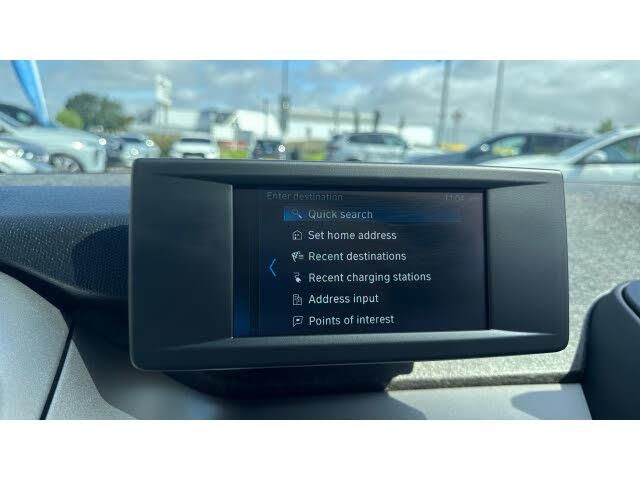 Enter destination
Quick search
Set home address
Recent destinations
Recent charging stations
Address input
Points of interest